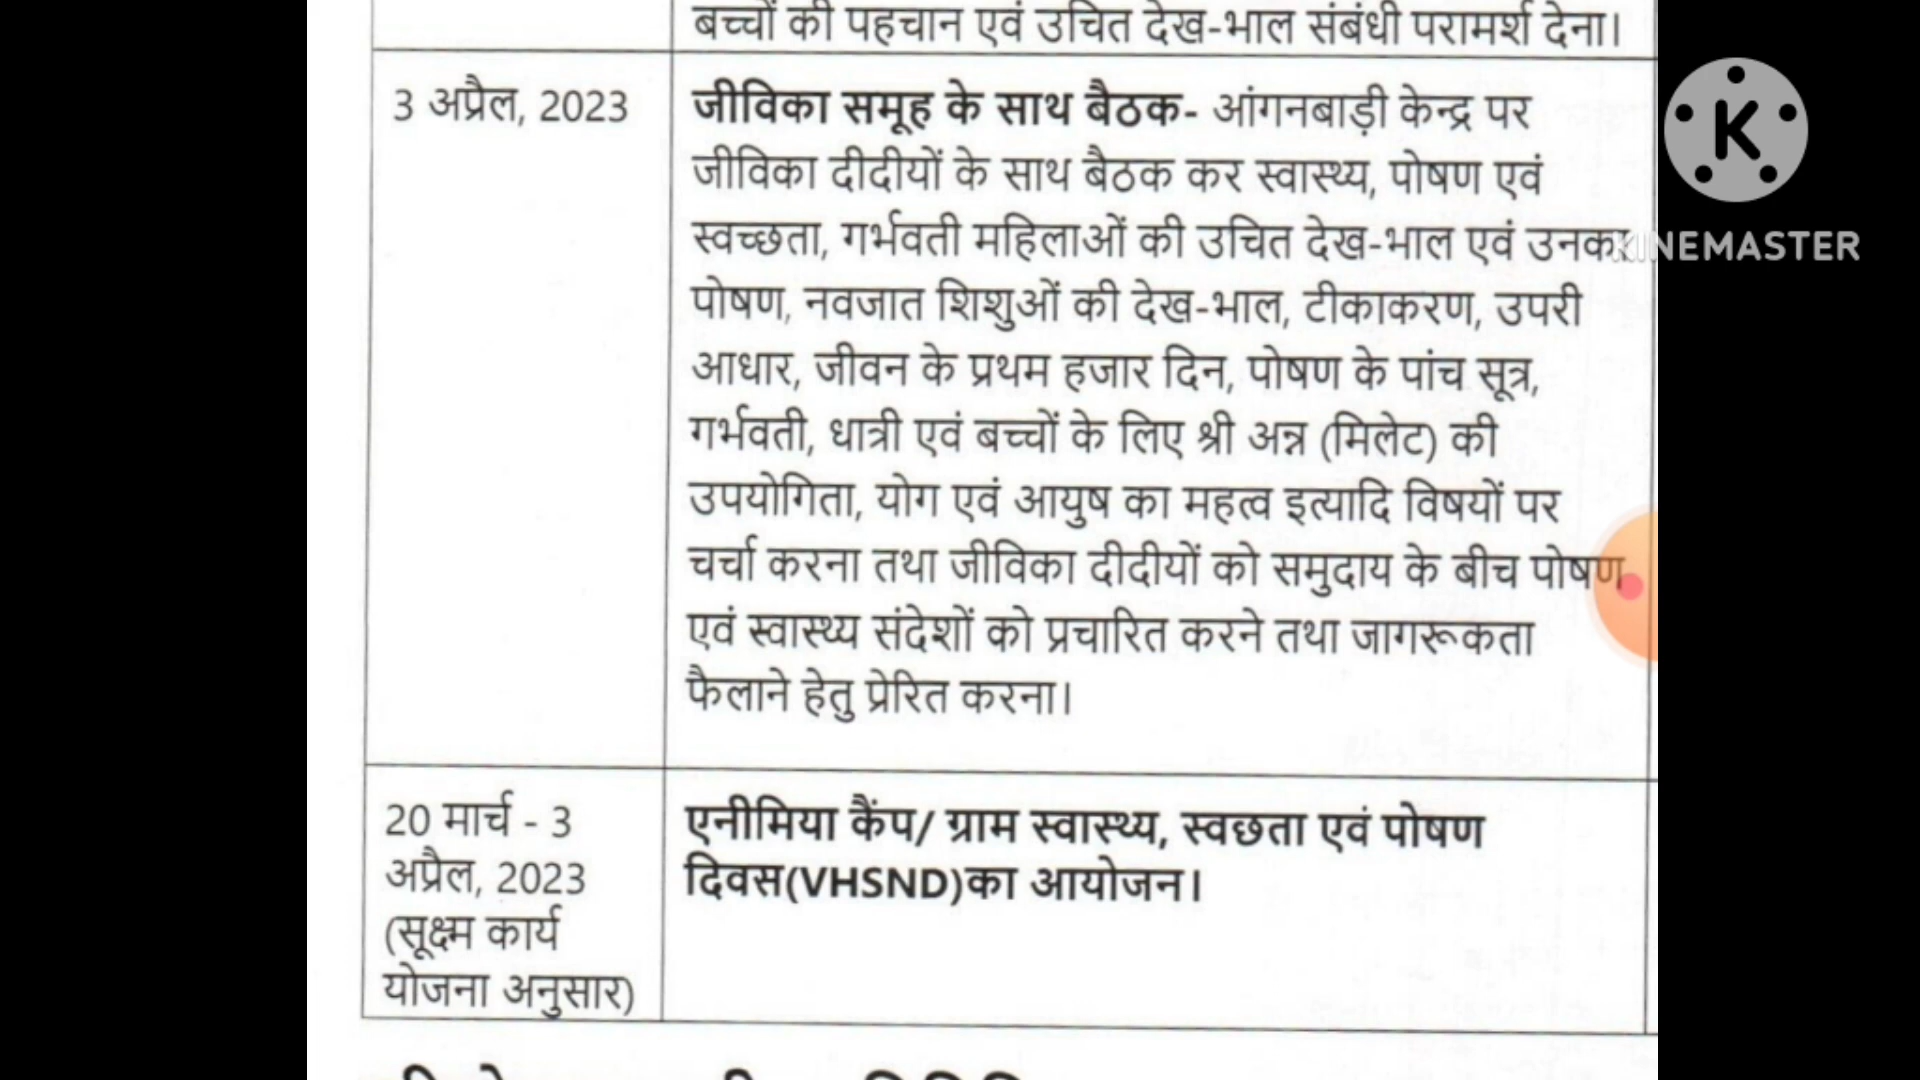 बच्चों की पहचान एवं उचित देख-भाल संबंधी परामर्श देना।
3 अप्रैल, 2023
जीविका समूह के साथ बैठक- आंगनबाड़ी केन्द्र पर
जीविका दीदीयों के साथ बैठक कर स्वास्थ्य, पोषण एवं
स्वच्छता, गर्भवती महिलाओं की उचित देख-भाल एवं उनका
पोषण, नवजात शिशुओं की देख-भाल, टीकाकरण, उपरी
आधार, जीवन के प्रथम हजार दिन, पोषण के पांच सूत्र,
गर्भवती, धात्री एवं बच्चों के लिए श्री अन्न (मिलेट) की
उपयोगिता, योग एवं आयुष का महत्व इत्यादि विषयों पर
चर्चा करना तथा जीविका दीदीयों को समुदाय के बीच पोषण
एवं स्वास्थ्य संदेशों को प्रचारित करने तथा जागरूकता
फैलाने हेतु प्रेरित करना।
20 मार्च - 3
अप्रैल, 2023
(सूक्ष्म कार्य
योजना अनुसार)
एनीमिया कैंप/ ग्राम स्वास्थ्य, स्वछता एवं पोषण
दिवस(VHSND)का आयोजन।
K
KINEMASTER